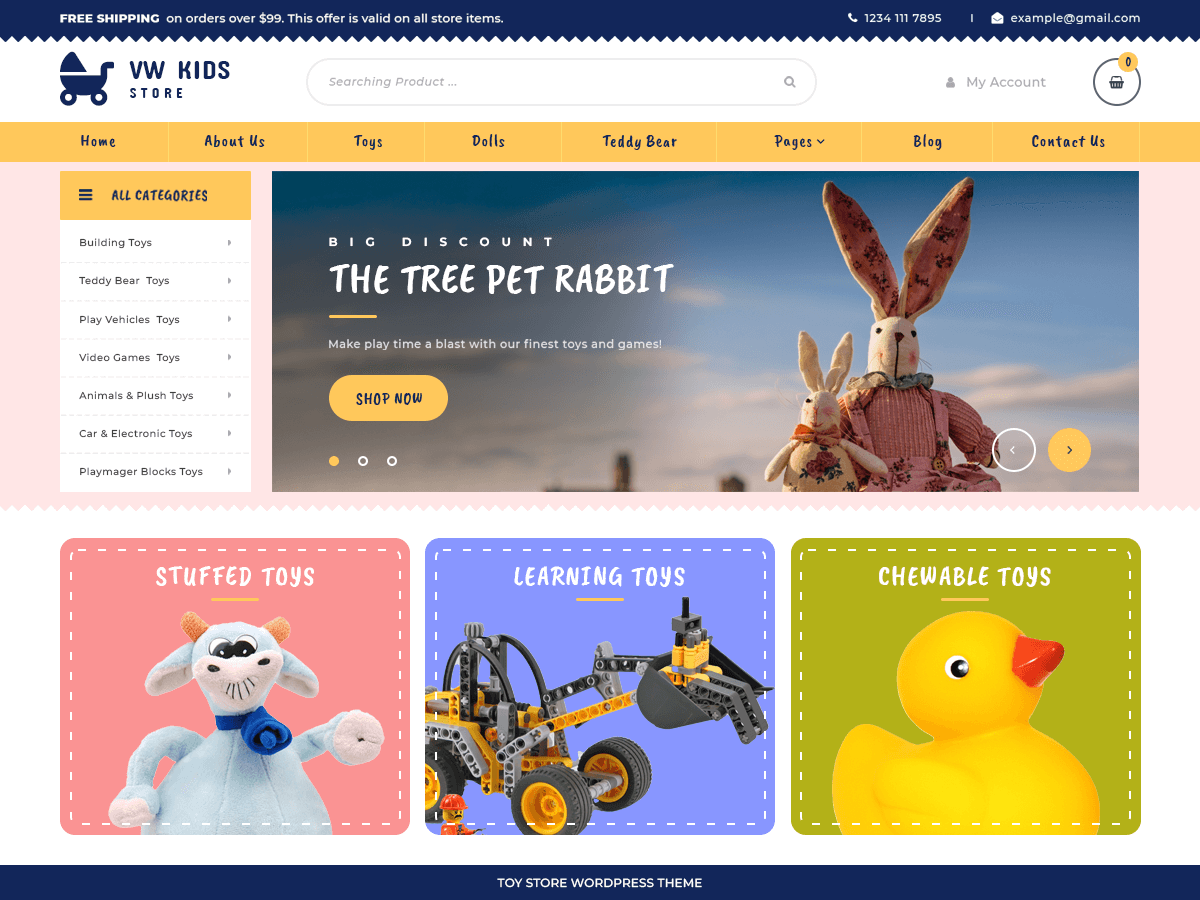 FREE SHIPPING on orders over $99. This offer is valid on all store items.
1234 111 7895 | example@gmail.com
VW KIDS
STORE
Searching Product ...
My Account
0
Home About Us Toys Dolls Teddy Bear Pages Blog Contact Us
ALL CATEGORIES
Building Toys
Teddy Bear Toys
Play Vehicles Toys
Video Games Toys
Animals & Plush Toys
Car & Electronic Toys
Playmager Blocks Toys
BIG DISCOUNT
THE TREE PET RABBIT
Make play time a blast with our finest toys and games!
SHOP NOW
STUFFED TOYS
LEARNING TOYS
CHEWABLE TOYS
TOY STORE WORDPRESS THEME